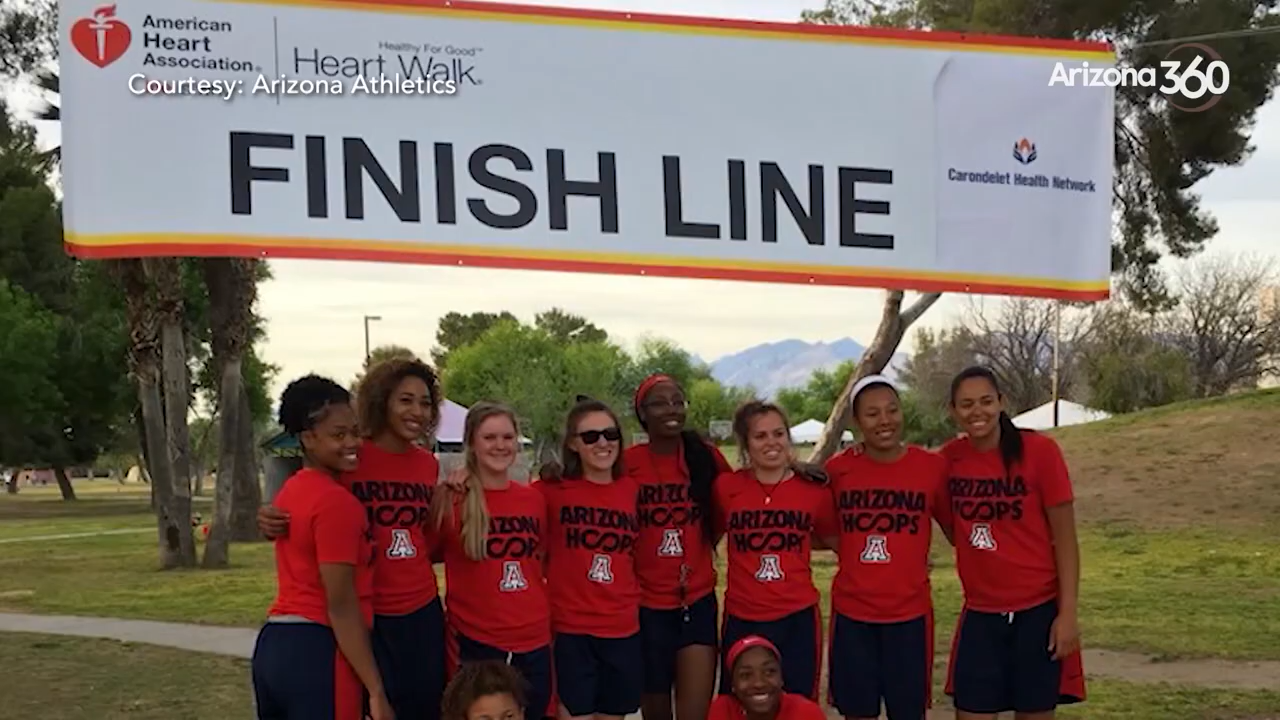 American
Heart
Association®
Healthy For Good™
Heart Walk®
Courtesy: Arizona Athletics
Arizona 360
FINISH LINE
Carondelet Health Network
ARIZONA
HOOPS
A
ARIZONA
HOOPS
A
ARIZONA
HOOPS
A
ARIZONA
HOOPS
A
ARIZONA
HOOPS
A
ARIZONA
HOOPS
A
ARIZONA
HOOPS
A